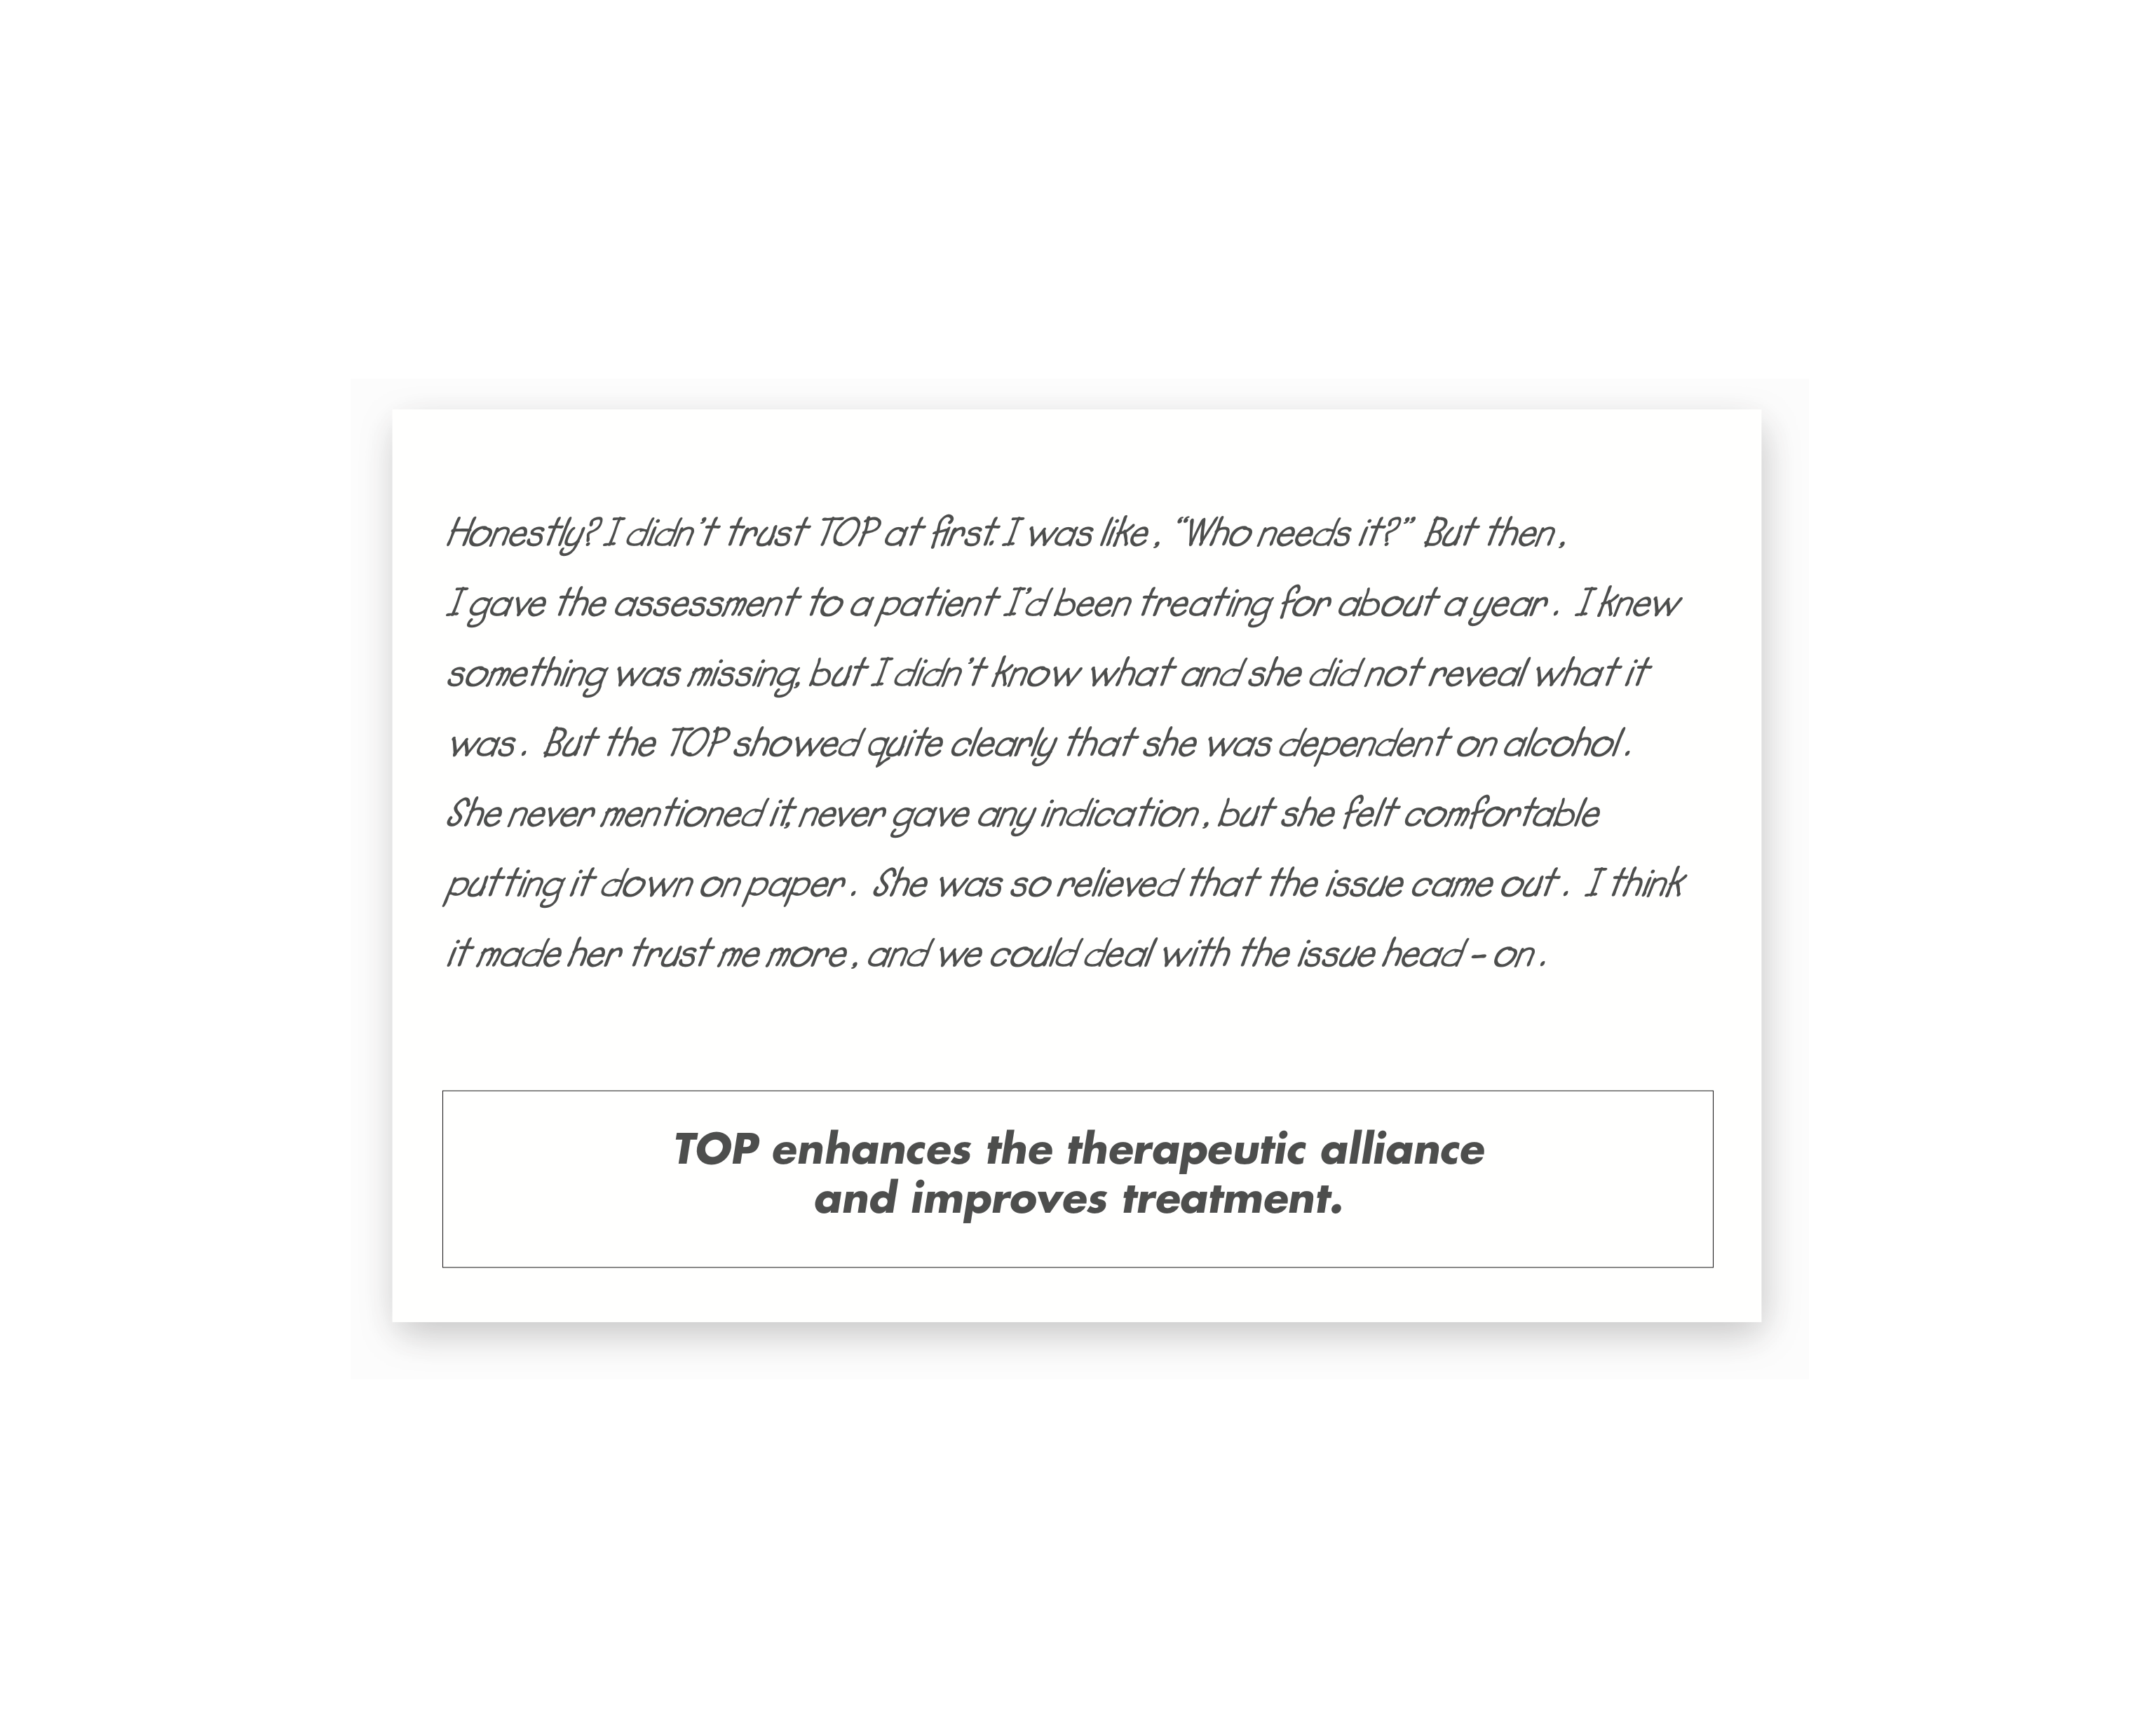 Honestly? I didn't trust TOP at first. I was like, “Who needs it?” But then,
I gave the assessment to a patient I'd been treating for about a year. I knew
something was missing, but I didn't know what and she did not reveal what it
was. But the TOP showed quite clearly that she was dependent on alcohol.
She never mentioned it, never gave any indication, but she felt comfortable
putting it down on paper. She was so relieved that the issue came out. I think
it made her trust me more, and we could deal with the issue head-on.
TOP enhances the therapeutic alliance
and improves treatment.